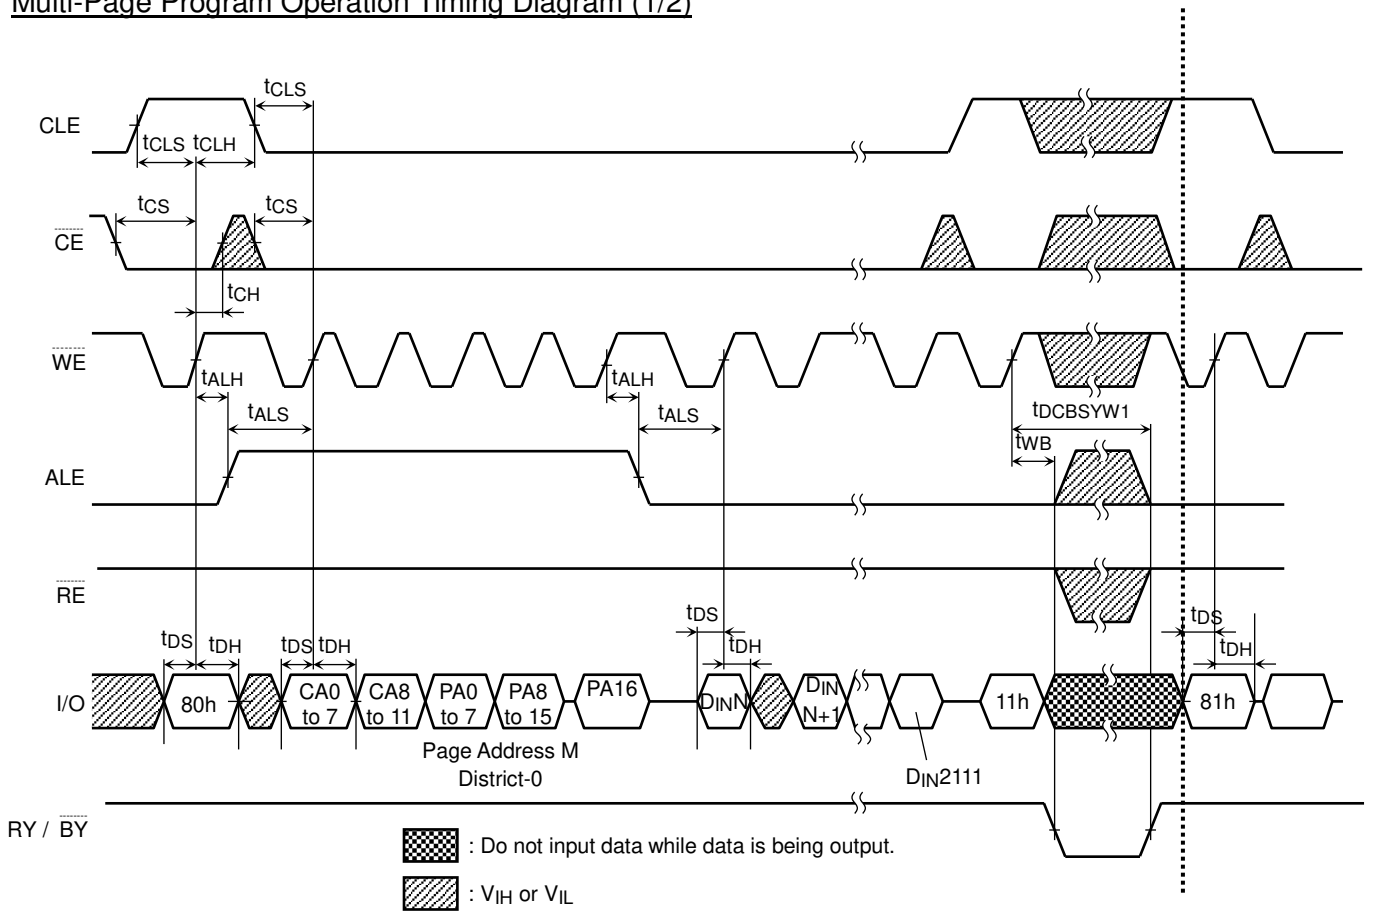 Multi-Page Program Operation Timing Diagram (1/2)
tCLS
CLE
tCLS tCLH
tCS tCS
CE
tCH
WE
tALH tALH
tALS tALS tDCBSYW1
tWB
ALE
RE
tDS tDH tDS tDH tDS tDH tDS tDH
I/O
80h
CA0 to 7
CA8 to 11
PA0 to 7
PA8 to 15
PA16
DINN
DIN N+1
11h
81h
Page Address M
District-0
DIN2111
RY / BY
: Do not input data while data is being output.
: VIH or VIL